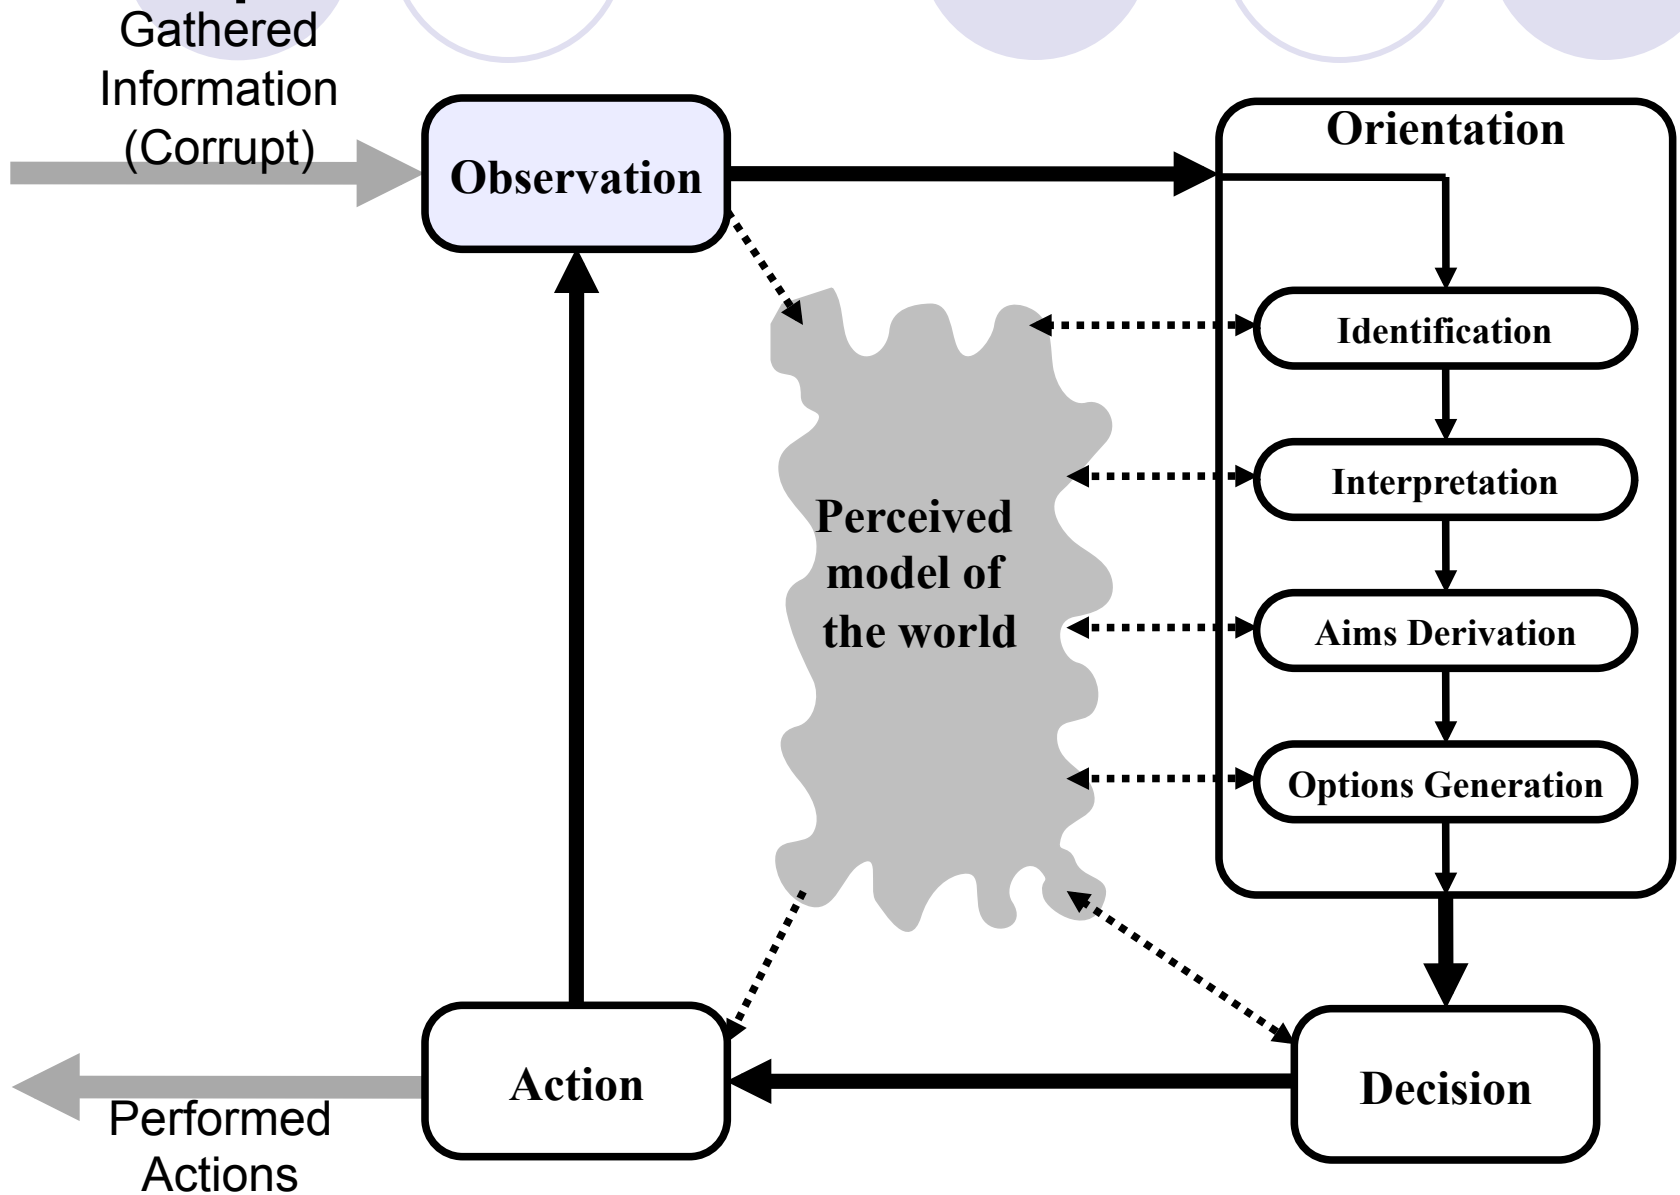 Gathered
Information
(Corrupt)
Observation
Orientation
Identification
Interpretation
Aims Derivation
Options Generation
Perceived
model of
the world
Action
Decision
Performed
Actions